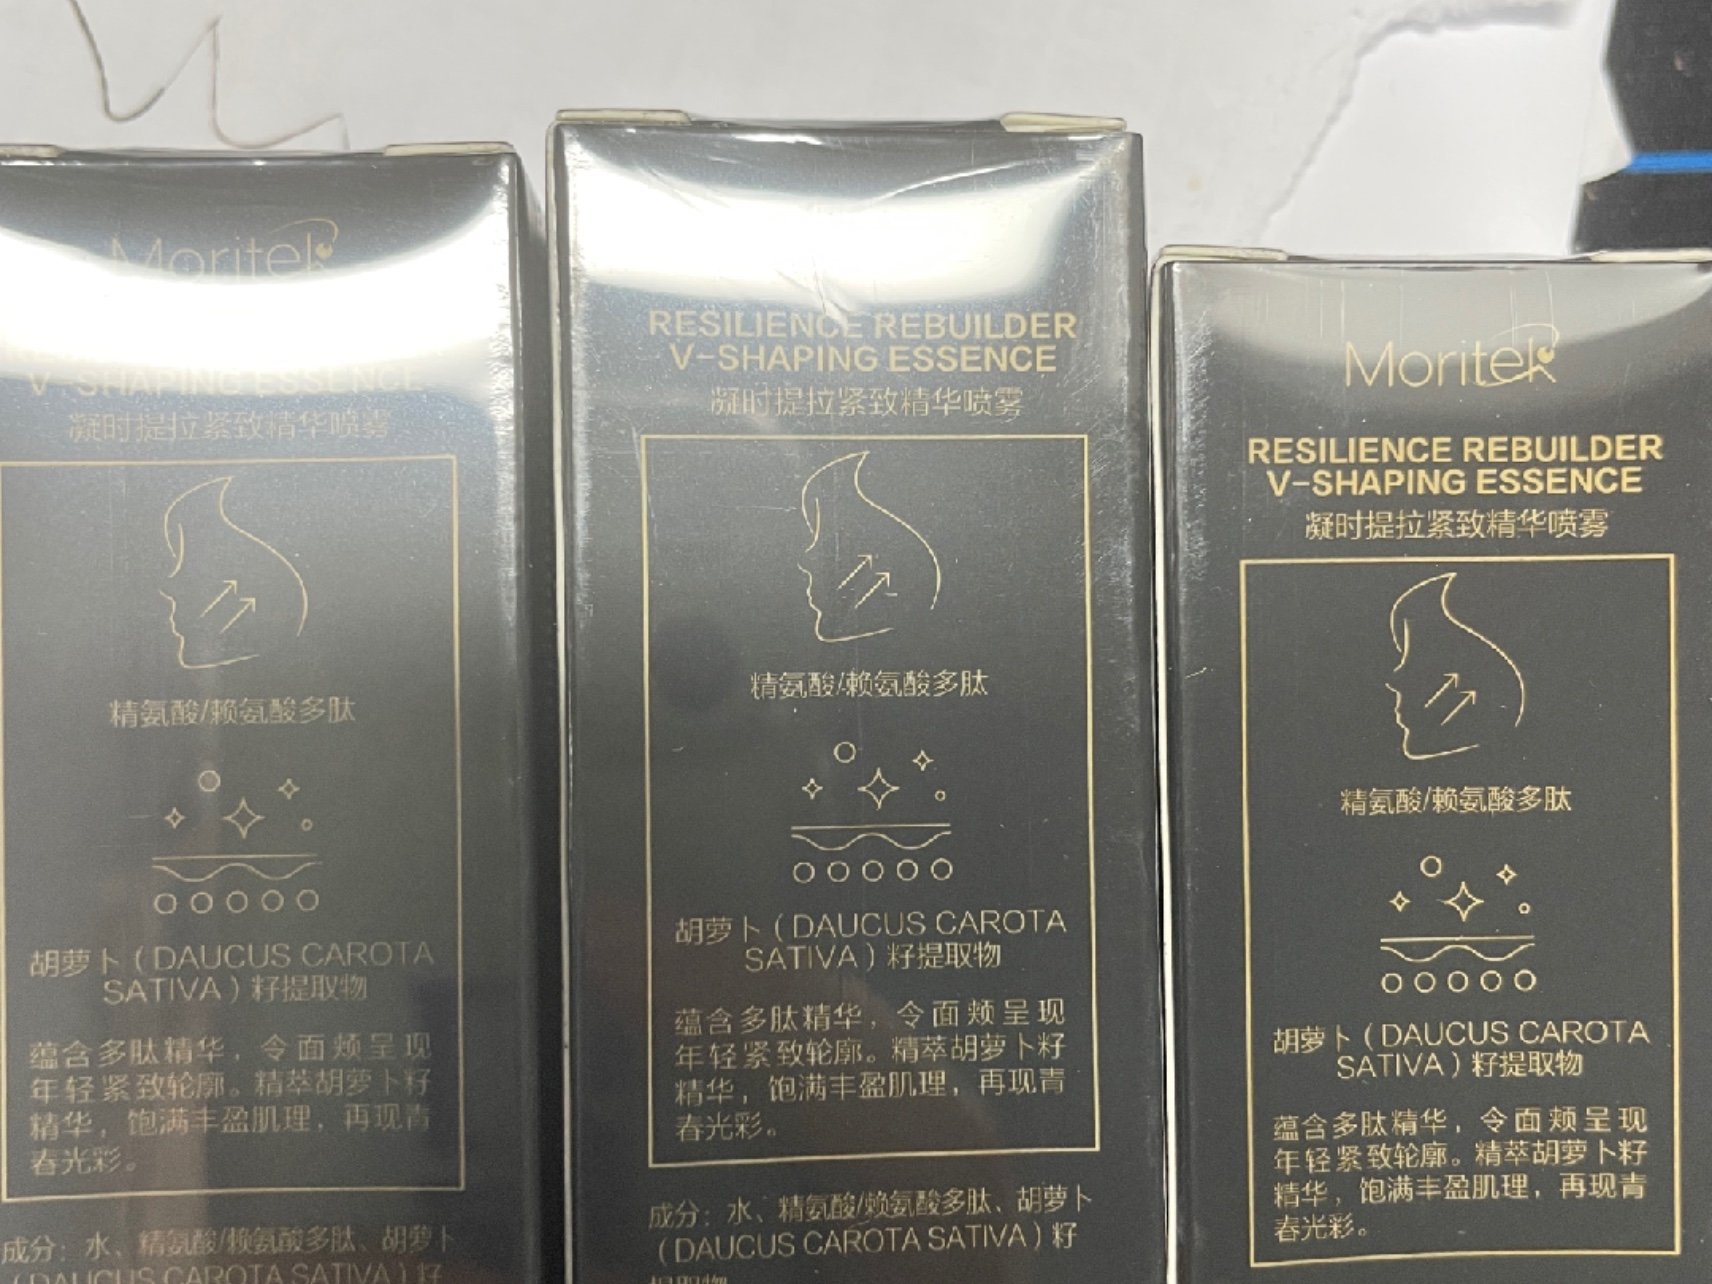 Moritek
V-SHAPING ESSENCE
凝时提拉紧致精华喷雾
精氨酸/赖氨酸多肽
胡萝卜（DAUCUS CAROTA
SATIVA）籽提取物
蕴含多肽精华，令面颊呈现
年轻紧致轮廓。精萃胡萝卜籽
精华，饱满丰盈肌理，再现青
春光彩。
成分：水、精氨酸/赖氨酸多肽、胡萝卜
（DAUCUS CAROTA SATIVA）籽
RESILIENCE REBUILDER
V-SHAPING ESSENCE
凝时提拉紧致精华喷雾
精氨酸/赖氨酸多肽
胡萝卜（DAUCUS CAROTA
SATIVA）籽提取物
蕴含多肽精华，令面颊呈现
年轻紧致轮廓。精萃胡萝卜籽
精华，饱满丰盈肌理，再现青
春光彩。
成分：水、精氨酸/赖氨酸多肽、胡萝卜
（DAUCUS CAROTA SATIVA）籽
Moritek
RESILIENCE REBUILDER
V-SHAPING ESSENCE
凝时提拉紧致精华喷雾
精氨酸/赖氨酸多肽
胡萝卜（DAUCUS CAROTA
SATIVA）籽提取物
蕴含多肽精华，令面颊呈现
年轻紧致轮廓。精萃胡萝卜籽
精华，饱满丰盈肌理，再现青
春光彩。